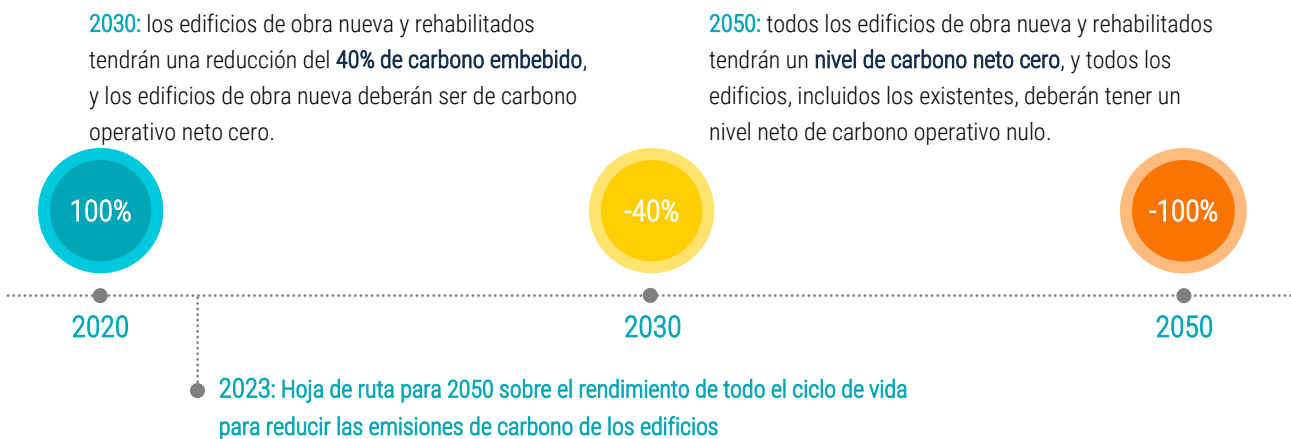 2030: los edificios de obra nueva y rehabilitados
tendrán una reducción del 40% de carbono embebido,
y los edificios de obra nueva deberán ser de carbono
operativo neto cero.
2050: todos los edificios de obra nueva y rehabilitados
tendrán un nivel de carbono neto cero, y todos los
edificios, incluidos los existentes, deberán tener un
nivel neto de carbono operativo nulo.
100%
-40%
-100%
2020
2030
2050
2023: Hoja de ruta para 2050 sobre el rendimiento de todo el ciclo de vida
para reducir las emisiones de carbono de los edificios